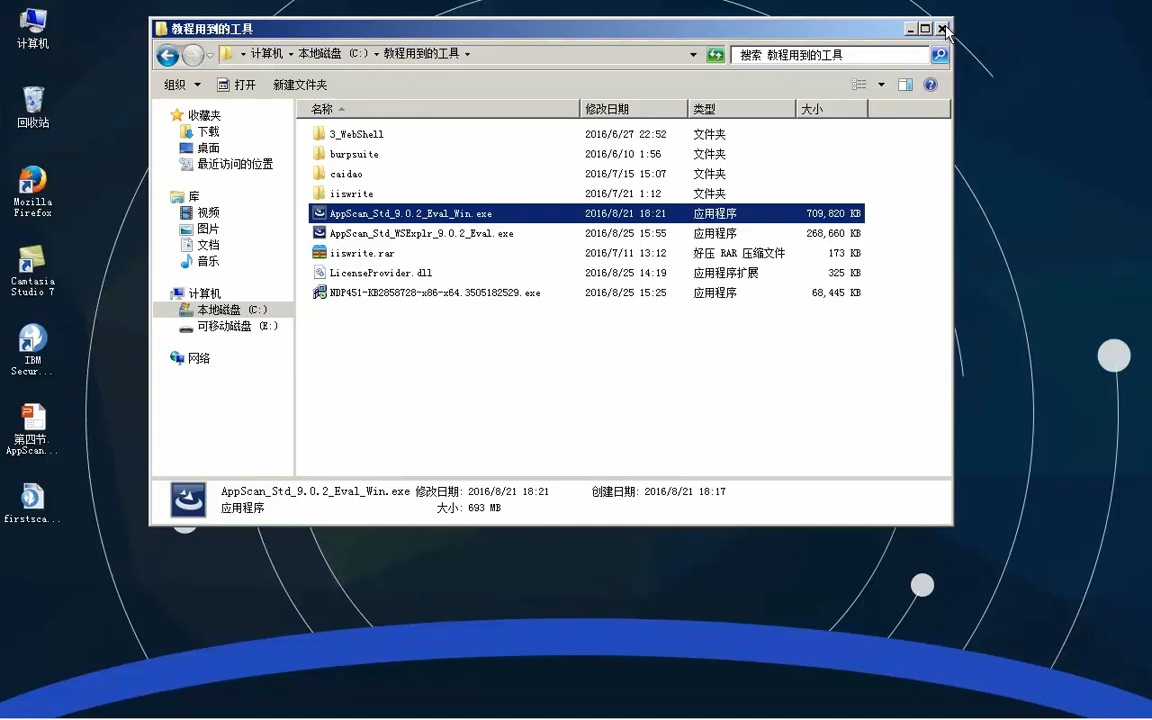 计算机
回收站
Mozilla
Firefox
Camtasia
Studio 7
IBM
Secur...
第四节.
AppScan...
firstsca...
教程用到的工具
计算机 本地磁盘 (C:) 教程用到的工具
搜索 教程用到的工具
组织 打开 新建文件夹
收藏夹
下载
桌面
最近访问的位置
库
视频
图片
文档
音乐
计算机
本地磁盘 (C:)
可移动磁盘 (E:)
网络
名称 修改日期 类型 大小
3_WebShell 2016/6/27 22:52 文件夹
burpsuite 2016/6/10 1:56 文件夹
caidao 2016/7/15 15:07 文件夹
iiswrite 2016/7/21 1:12 文件夹
AppScan_Std_9.0.2_Eval_Win.exe 2016/8/21 18:21 应用程序 709,820 KB
AppScan_Std_WSExplr_9.0.2_Eval.exe 2016/8/25 15:55 应用程序 268,660 KB
iiswrite.rar 2016/7/11 13:12 好压 RAR 压缩文件 173 KB
LicenseProvider.dll 2016/8/25 14:19 应用程序扩展 325 KB
NDP451-KB2858728-x86-x64.3505182529.exe 2016/8/25 15:25 应用程序 68,445 KB
AppScan_Std_9.0.2_Eval_Win.exe 修改日期: 2016/8/21 18:21 创建日期: 2016/8/21 18:17
应用程序 大小: 693 MB